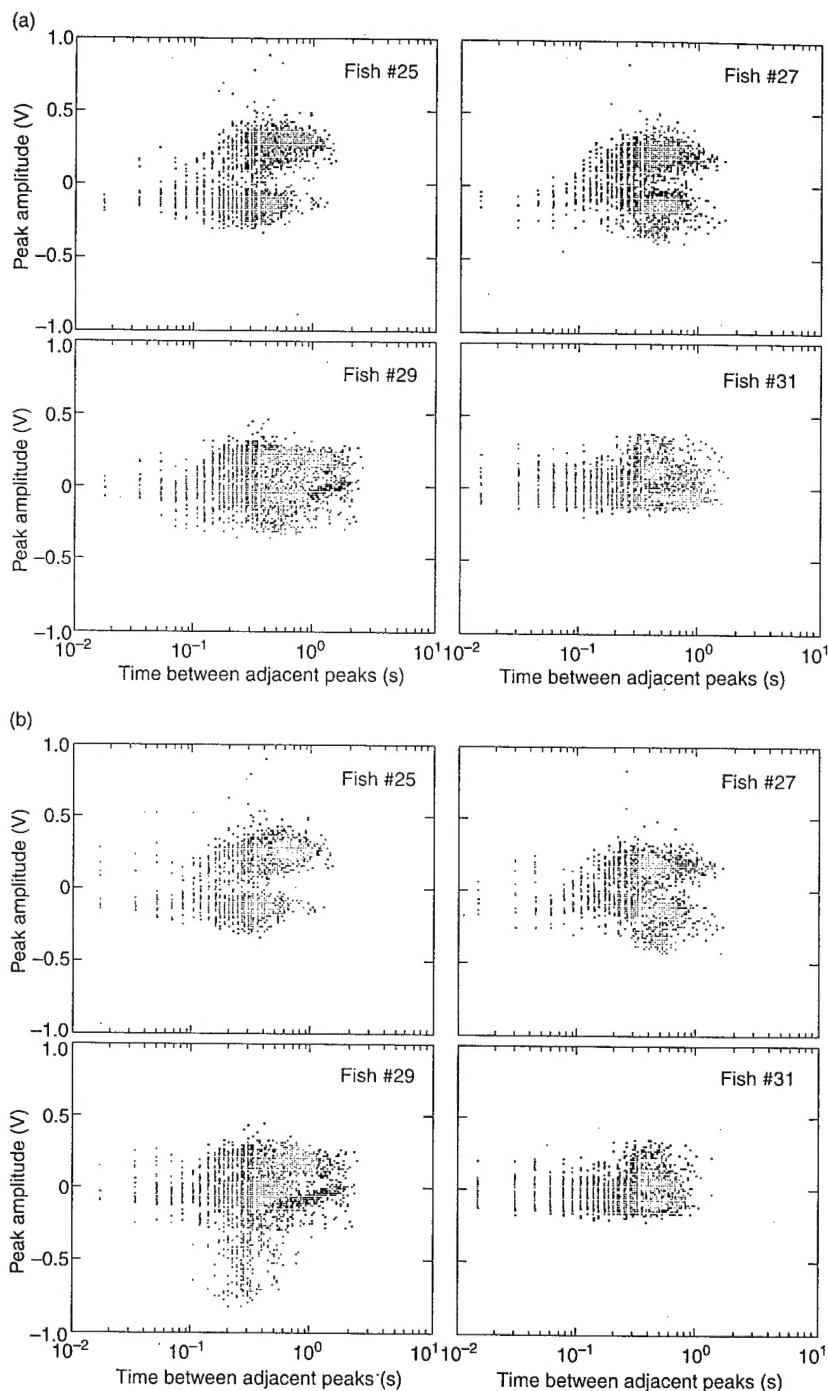 (a)
1.0
0.5
0
−0.5
−1.0
Peak amplitude (V)
Fish #25
Fish #27
1.0
0.5
0
−0.5
−1.0
Peak amplitude (V)
Fish #29
Fish #31
10−2 10−1 100 101 10−2 10−1 100 101
Time between adjacent peaks (s) Time between adjacent peaks (s)
(b)
1.0
0.5
0
−0.5
−1.0
Peak amplitude (V)
Fish #25
Fish #27
1.0
0.5
0
−0.5
−1.0
Peak amplitude (V)
Fish #29
Fish #31
10−2 10−1 100 101 10−2 10−1 100 101
Time between adjacent peaks (s) Time between adjacent peaks (s)